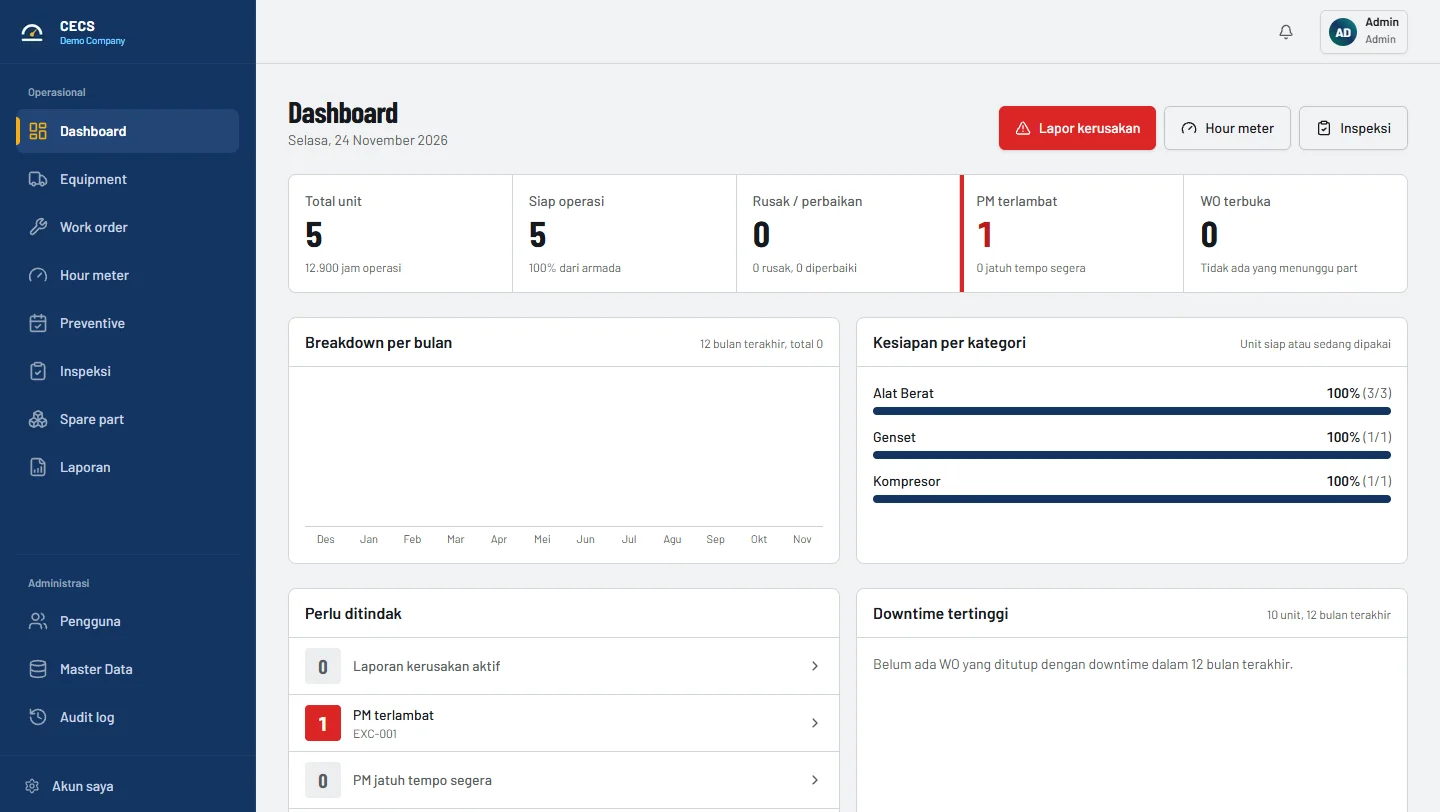 CECS
Demo Company
Operasional
Dashboard
Equipment
Work order
Hour meter
Preventive
Inspeksi
Spare part
Laporan
Administrasi
Pengguna
Master Data
Audit log
Akun saya
AD
Admin
Admin
Dashboard
Selasa, 24 November 2026
Lapor kerusakan
Hour meter
Inspeksi
Total unit
5
12.900 jam operasi
Siap operasi
5
100% dari armada
Rusak / perbaikan
0
0 rusak, 0 diperbaiki
PM terlambat
1
0 jatuh tempo segera
WO terbuka
0
Tidak ada yang menunggu part
Breakdown per bulan
12 bulan terakhir, total 0
Des Jan Feb Mar Apr Mei Jun Jul Agu Sep Okt Nov
Kesiapan per kategori
Unit siap atau sedang dipakai
Alat Berat 100% (3/3)
Genset 100% (1/1)
Kompresor 100% (1/1)
Perlu ditindak
0 Laporan kerusakan aktif
1 PM terlambat
EXC-001
0 PM jatuh tempo segera
Downtime tertinggi
10 unit, 12 bulan terakhir
Belum ada WO yang ditutup dengan downtime dalam 12 bulan terakhir.